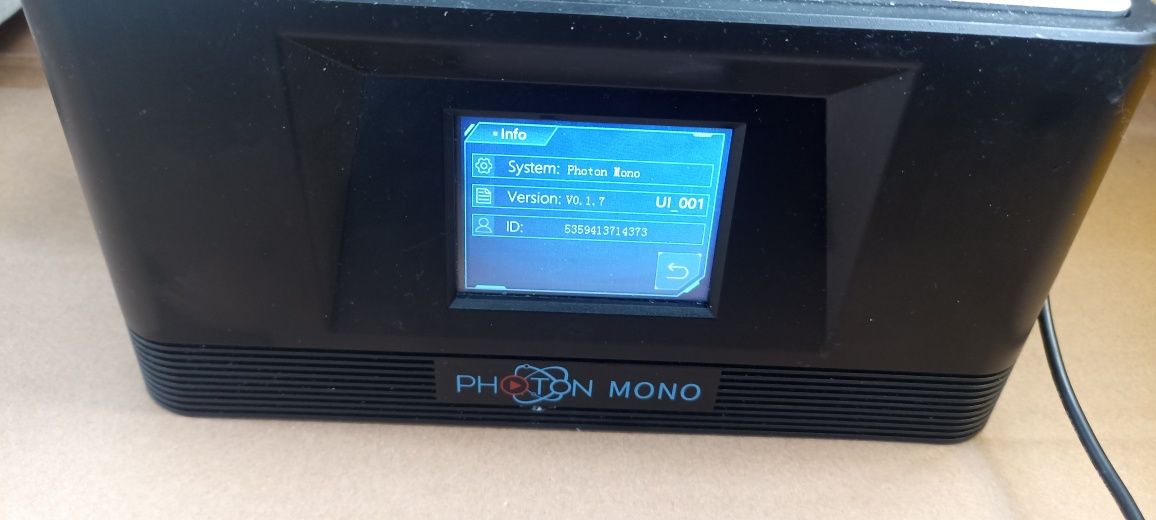 Info
System: Photon Mono
Version: V0.1.7 UI_001
ID: 5359413714373
PHOTON MONO